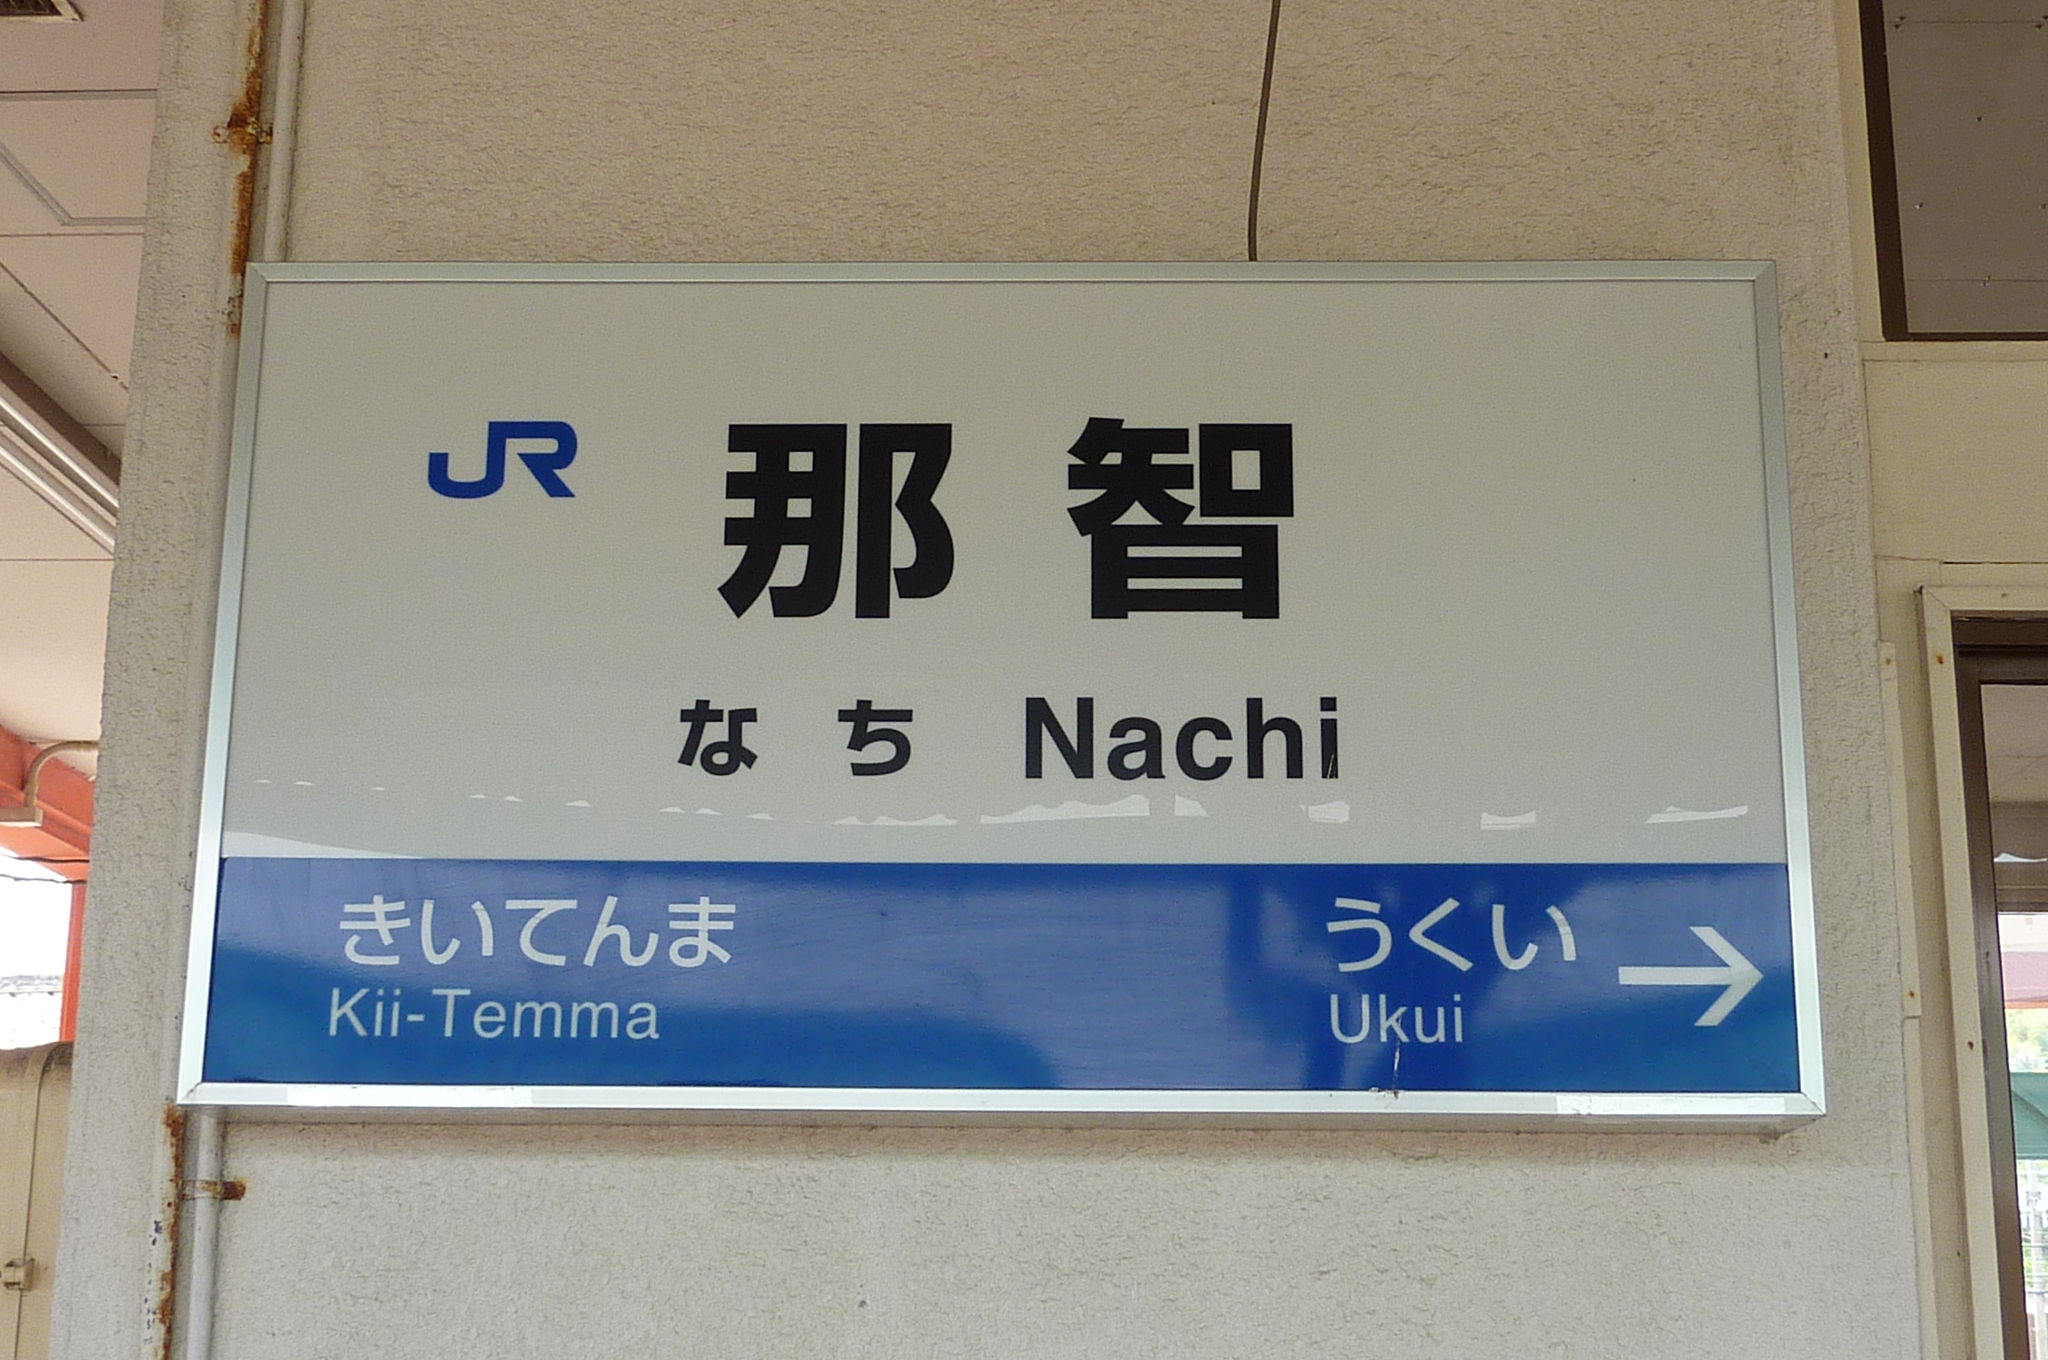 JR 那智
なち Nachi
きいてんま うくい →
Kii-Temma Ukui